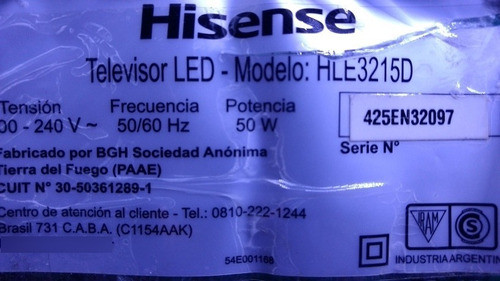 Hisense
Televisor LED - Modelo: HLE3215D
Tensión Frecuencia Potencia
00 - 240 V ~ 50/60 Hz 50 W
425EN32097
Serie N°
Fabricado por BGH Sociedad Anónima
Tierra del Fuego (PAAE)
CUIT N° 30-50361289-1
Centro de atención al cliente - Tel.: 0810-222-1244
Brasil 731 C.A.B.A. (C1154AAK)
IRAM S
INDUSTRIA ARGENTIN
54E001168